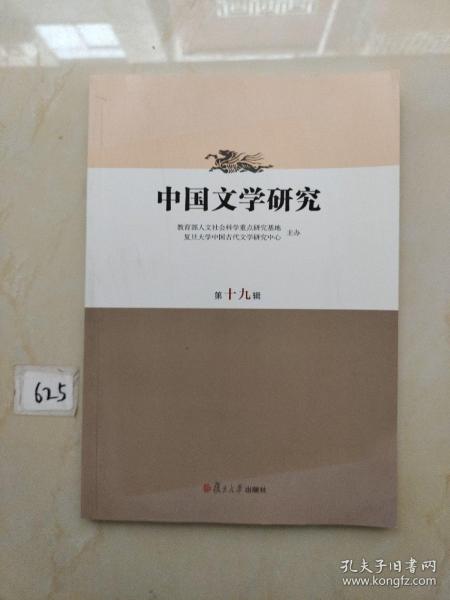 中国文学研究
教育部人文社会科学重点研究基地
复旦大学中国古代文学研究中心
主办
第十九辑
625
复旦大学出版社
孔夫子旧书网
www.kongfz.com